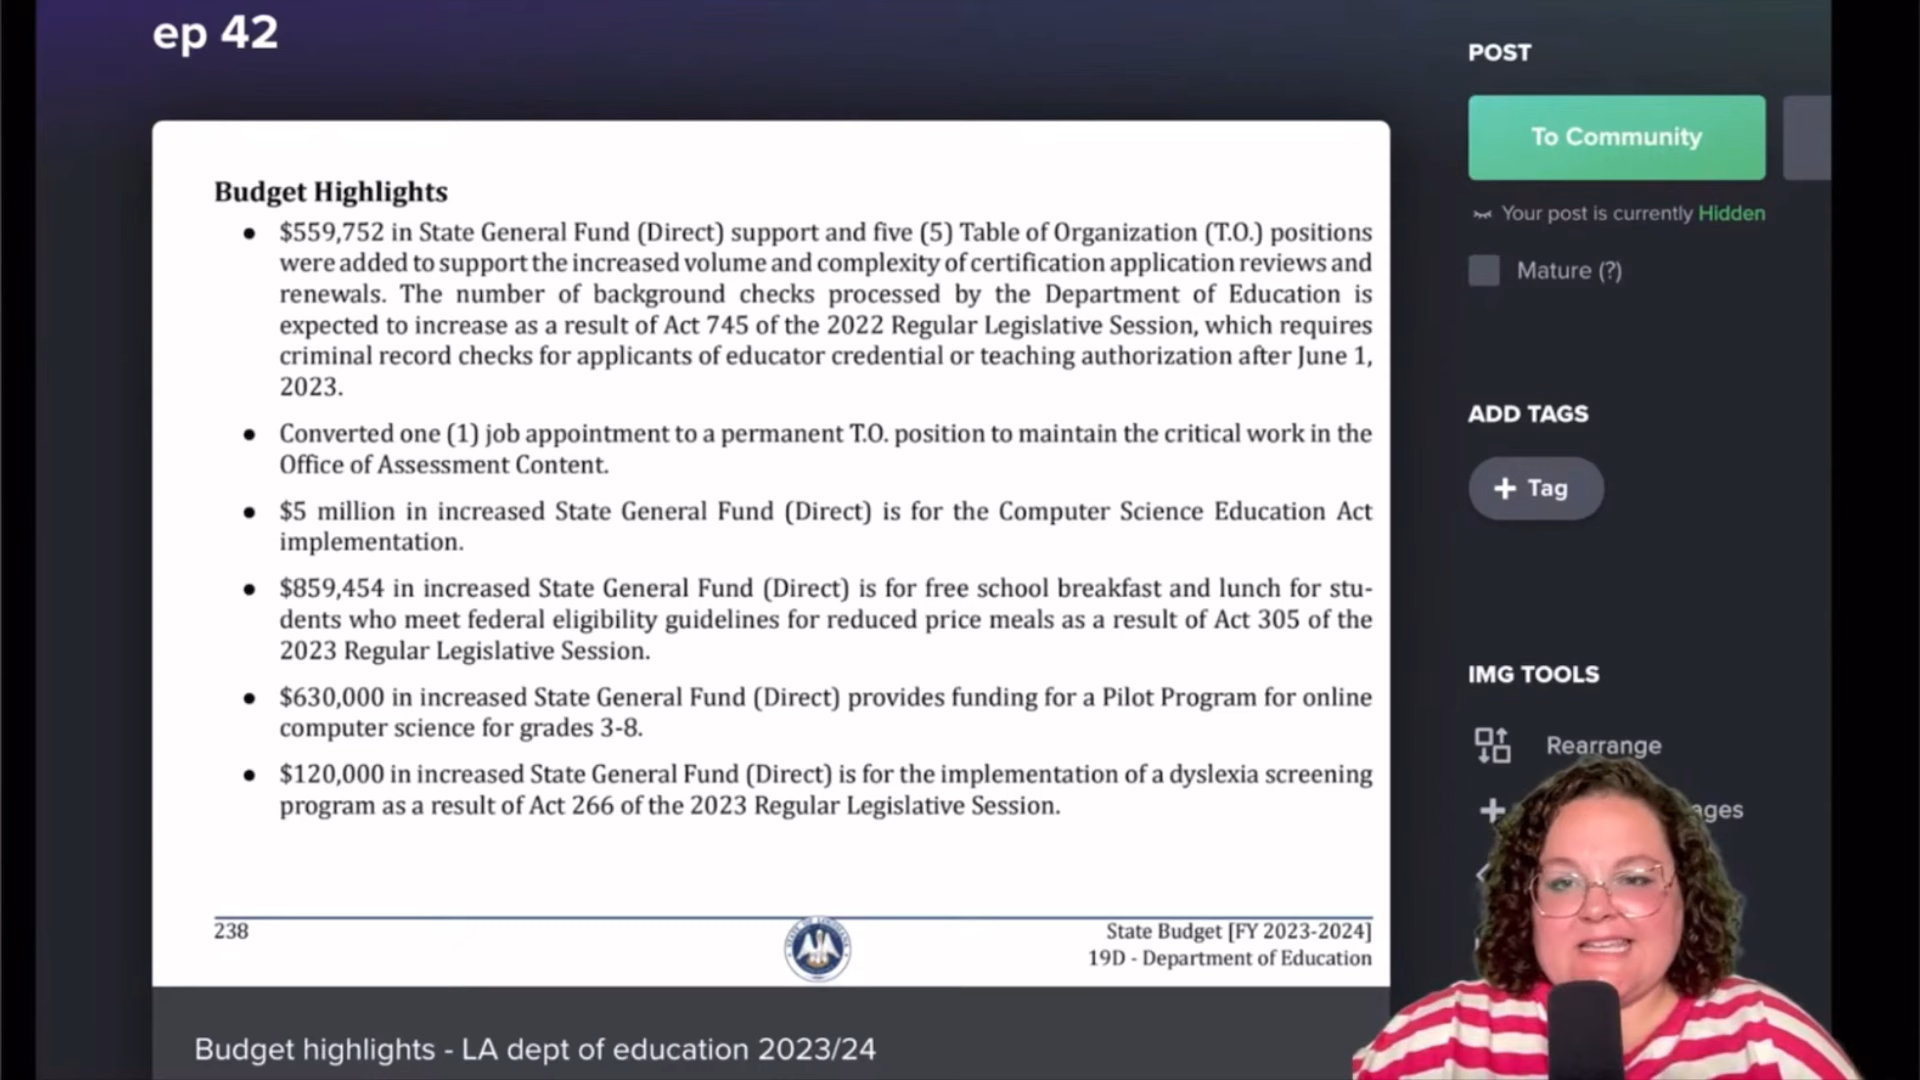 ep 42
Budget Highlights
• $559,752 in State General Fund (Direct) support and five (5) Table of Organization (T.O.) positions
were added to support the increased volume and complexity of certification application reviews and
renewals. The number of background checks processed by the Department of Education is
expected to increase as a result of Act 745 of the 2022 Regular Legislative Session, which requires
criminal record checks for applicants of educator credential or teaching authorization after June 1,
2023.
• Converted one (1) job appointment to a permanent T.O. position to maintain the critical work in the
Office of Assessment Content.
• $5 million in increased State General Fund (Direct) is for the Computer Science Education Act
implementation.
• $859,454 in increased State General Fund (Direct) is for free school breakfast and lunch for stu-
dents who meet federal eligibility guidelines for reduced price meals as a result of Act 305 of the
2023 Regular Legislative Session.
• $630,000 in increased State General Fund (Direct) provides funding for a Pilot Program for online
computer science for grades 3-8.
• $120,000 in increased State General Fund (Direct) is for the implementation of a dyslexia screening
program as a result of Act 266 of the 2023 Regular Legislative Session.
238
State Budget [FY 2023-2024]
19D - Department of Education
Budget highlights - LA dept of education 2023/24
POST
To Community
Your post is currently Hidden
Mature (?)
ADD TAGS
+ Tag
IMG TOOLS
Rearrange